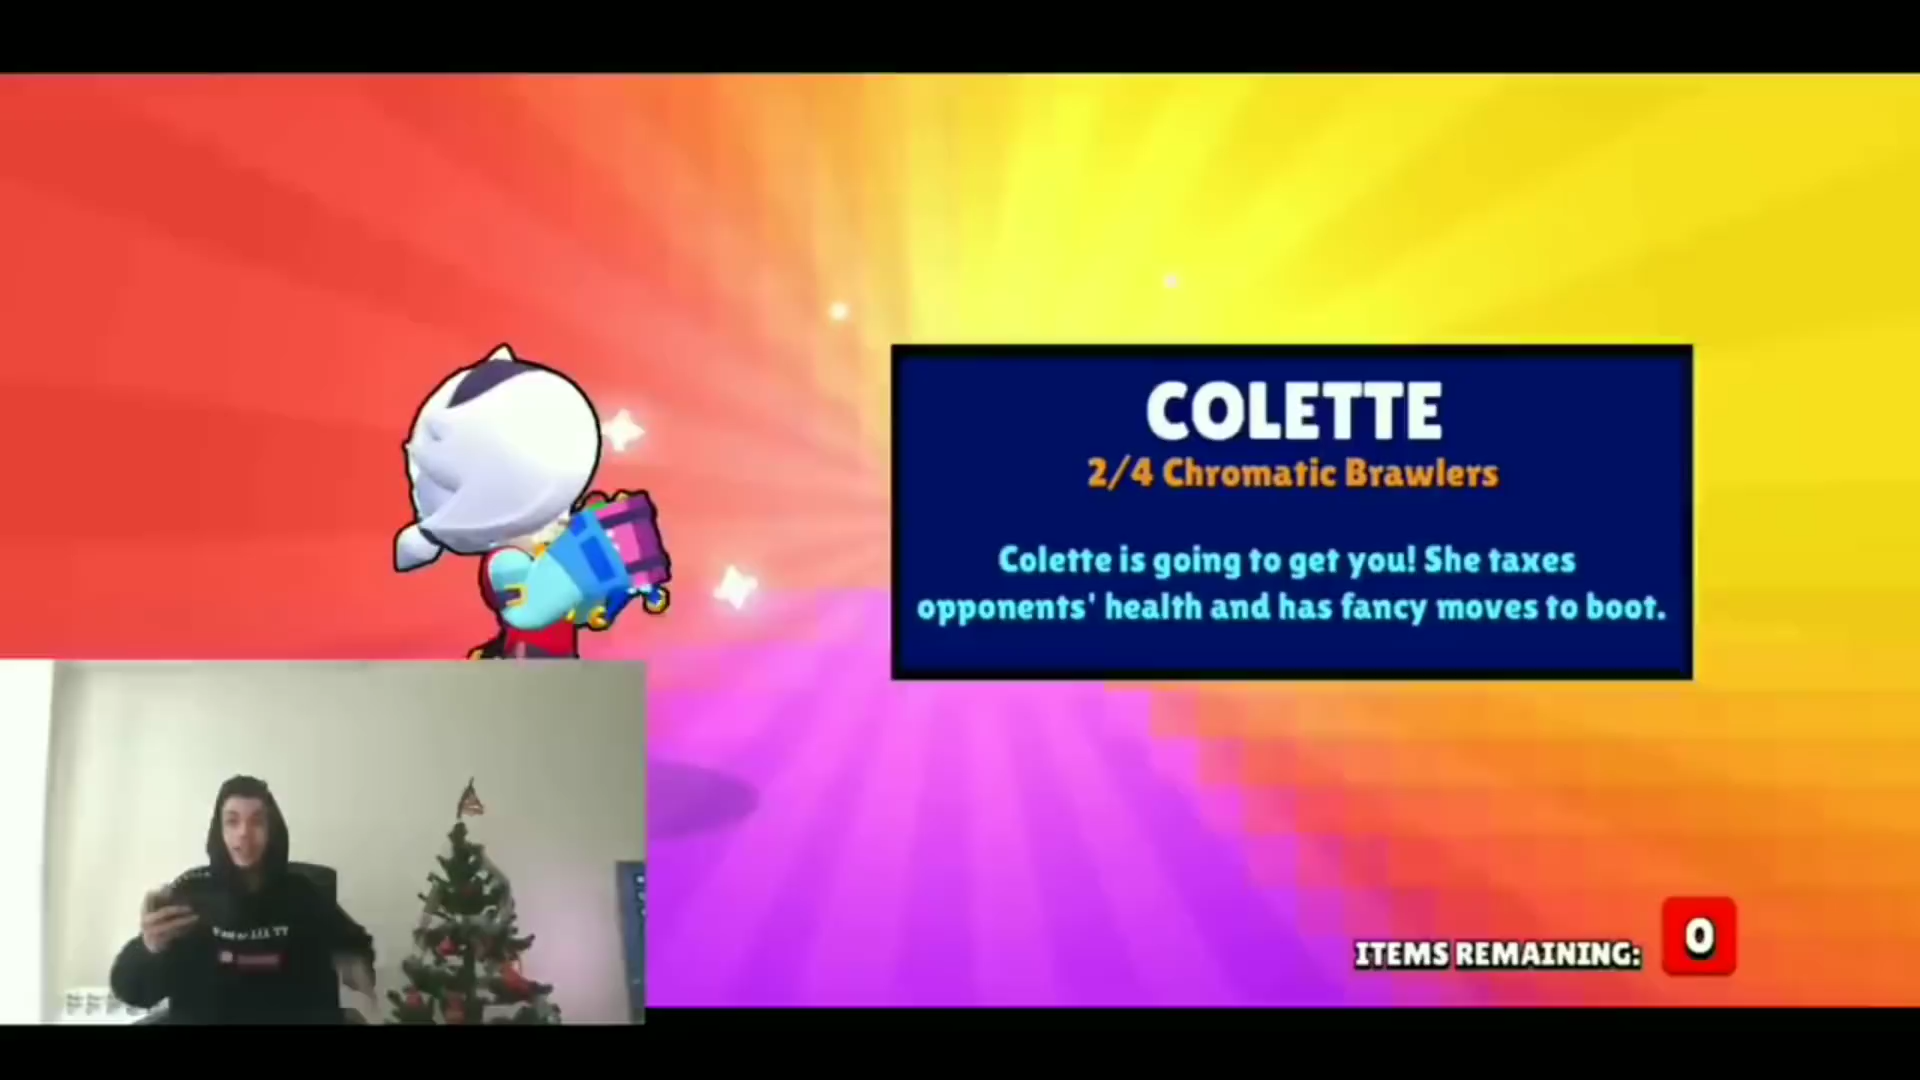 COLETTE
2/4 Chromatic Brawlers
Colette is going to get you! She taxes
opponents' health and has fancy moves to boot.
ITEMS REMAINING: 0